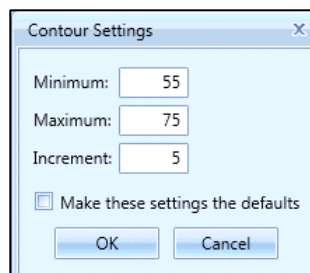 Contour Settings
Minimum: 55
Maximum: 75
Increment: 5
Make these settings the defaults
OK Cancel